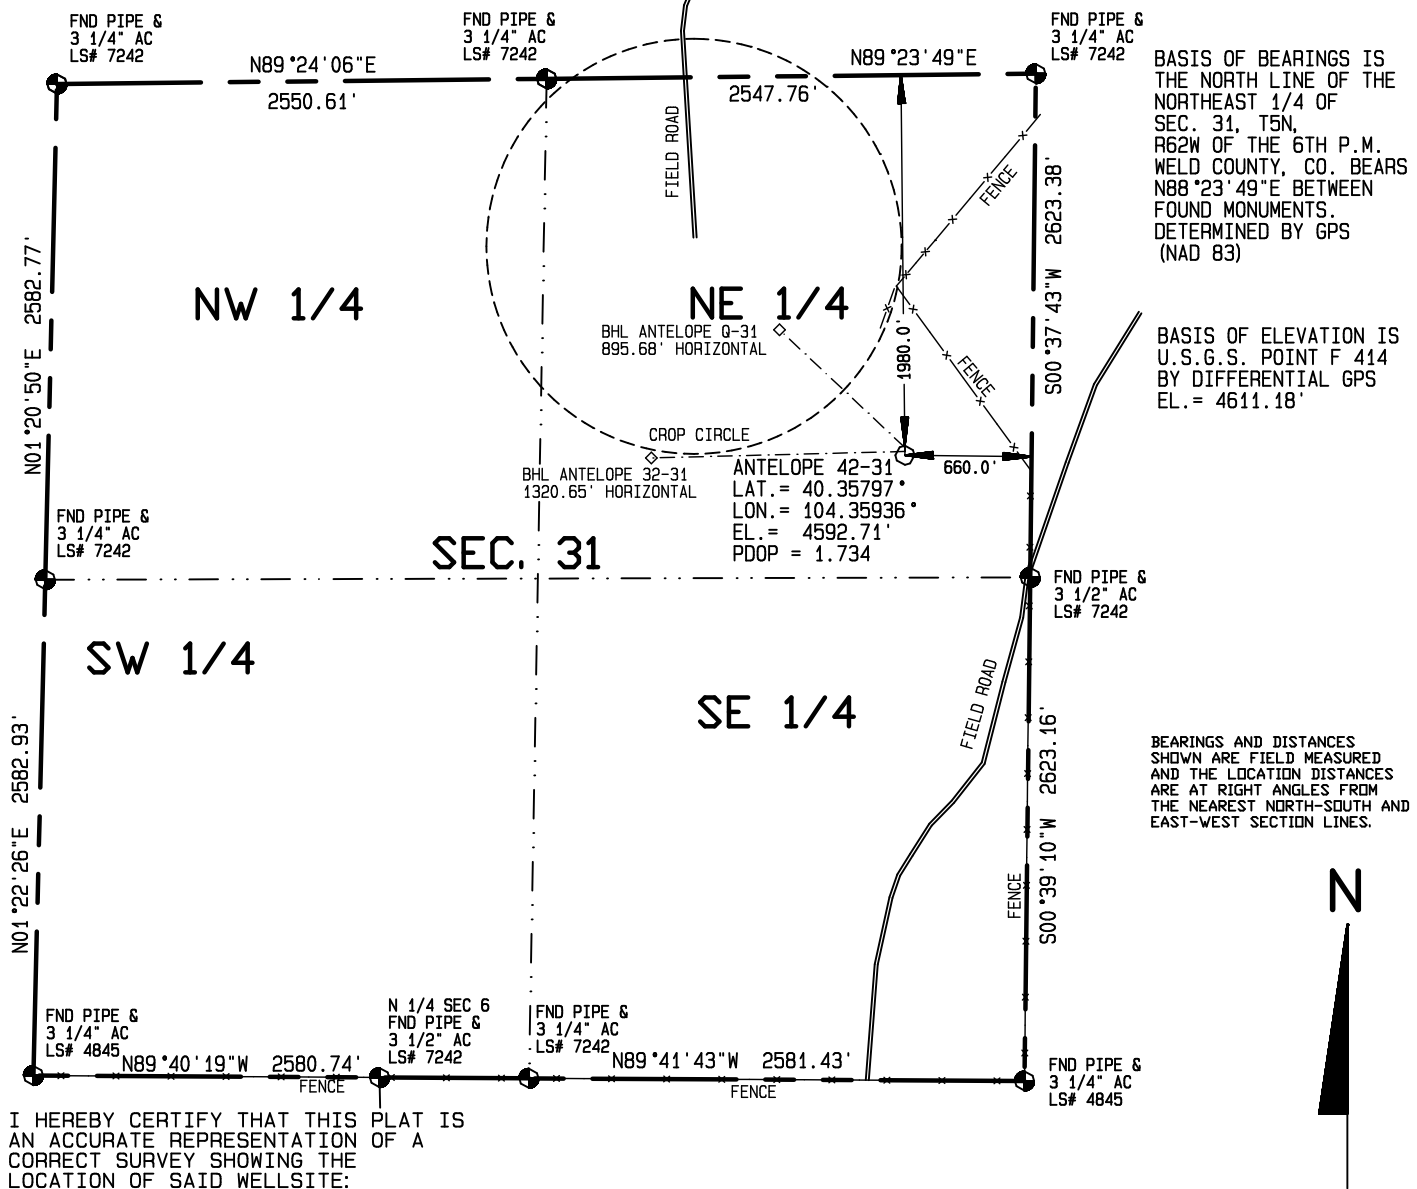 FND PIPE &
3 1/4" AC
LS# 7242
FND PIPE &
3 1/4" AC
LS# 7242
FND PIPE &
3 1/4" AC
LS# 7242
N89°24'06"E
2550.61'
N89°23'49"E
2547.76'
BASIS OF BEARINGS IS
THE NORTH LINE OF THE
NORTHEAST 1/4 OF
SEC. 31, T5N,
R62W OF THE 6TH P.M.
WELD COUNTY, CO. BEARS
N88°23'49"E BETWEEN
FOUND MONUMENTS.
DETERMINED BY GPS
(NAD 83)
FIELD ROAD
FENCE
S00°37'43"W 2623.38'
N01°20'50"E 2582.77'
NW 1/4
NE 1/4
BHL ANTELOPE Q-31
895.68' HORIZONTAL
1980.0'
FENCE
BASIS OF ELEVATION IS
U.S.G.S. POINT F 414
BY DIFFERENTIAL GPS
EL.= 4611.18'
CROP CIRCLE
660.0'
BHL ANTELOPE 32-31
1320.65' HORIZONTAL
ANTELOPE 42-31
LAT.= 40.35797°
LON.= 104.35936°
EL.= 4592.71'
PDOP = 1.734
FND PIPE &
3 1/4" AC
LS# 7242
SEC. 31
FND PIPE &
3 1/2" AC
LS# 7242
SW 1/4
SE 1/4
FIELD ROAD
N01°22'26"E 2582.93'
S00°39'10"W 2623.16'
FENCE
BEARINGS AND DISTANCES
SHOWN ARE FIELD MEASURED
AND THE LOCATION DISTANCES
ARE AT RIGHT ANGLES FROM
THE NEAREST NORTH-SOUTH AND
EAST-WEST SECTION LINES.
N
FND PIPE &
3 1/4" AC
LS# 4845
N 1/4 SEC 6
FND PIPE &
3 1/2" AC
LS# 7242
FND PIPE &
3 1/4" AC
LS# 7242
N89°40'19"W 2580.74'
FENCE
N89°41'43"W 2581.43'
FENCE
FND PIPE &
3 1/4" AC
LS# 4845
I HEREBY CERTIFY THAT THIS PLAT IS
AN ACCURATE REPRESENTATION OF A
CORRECT SURVEY SHOWING THE
LOCATION OF SAID WELLSITE: